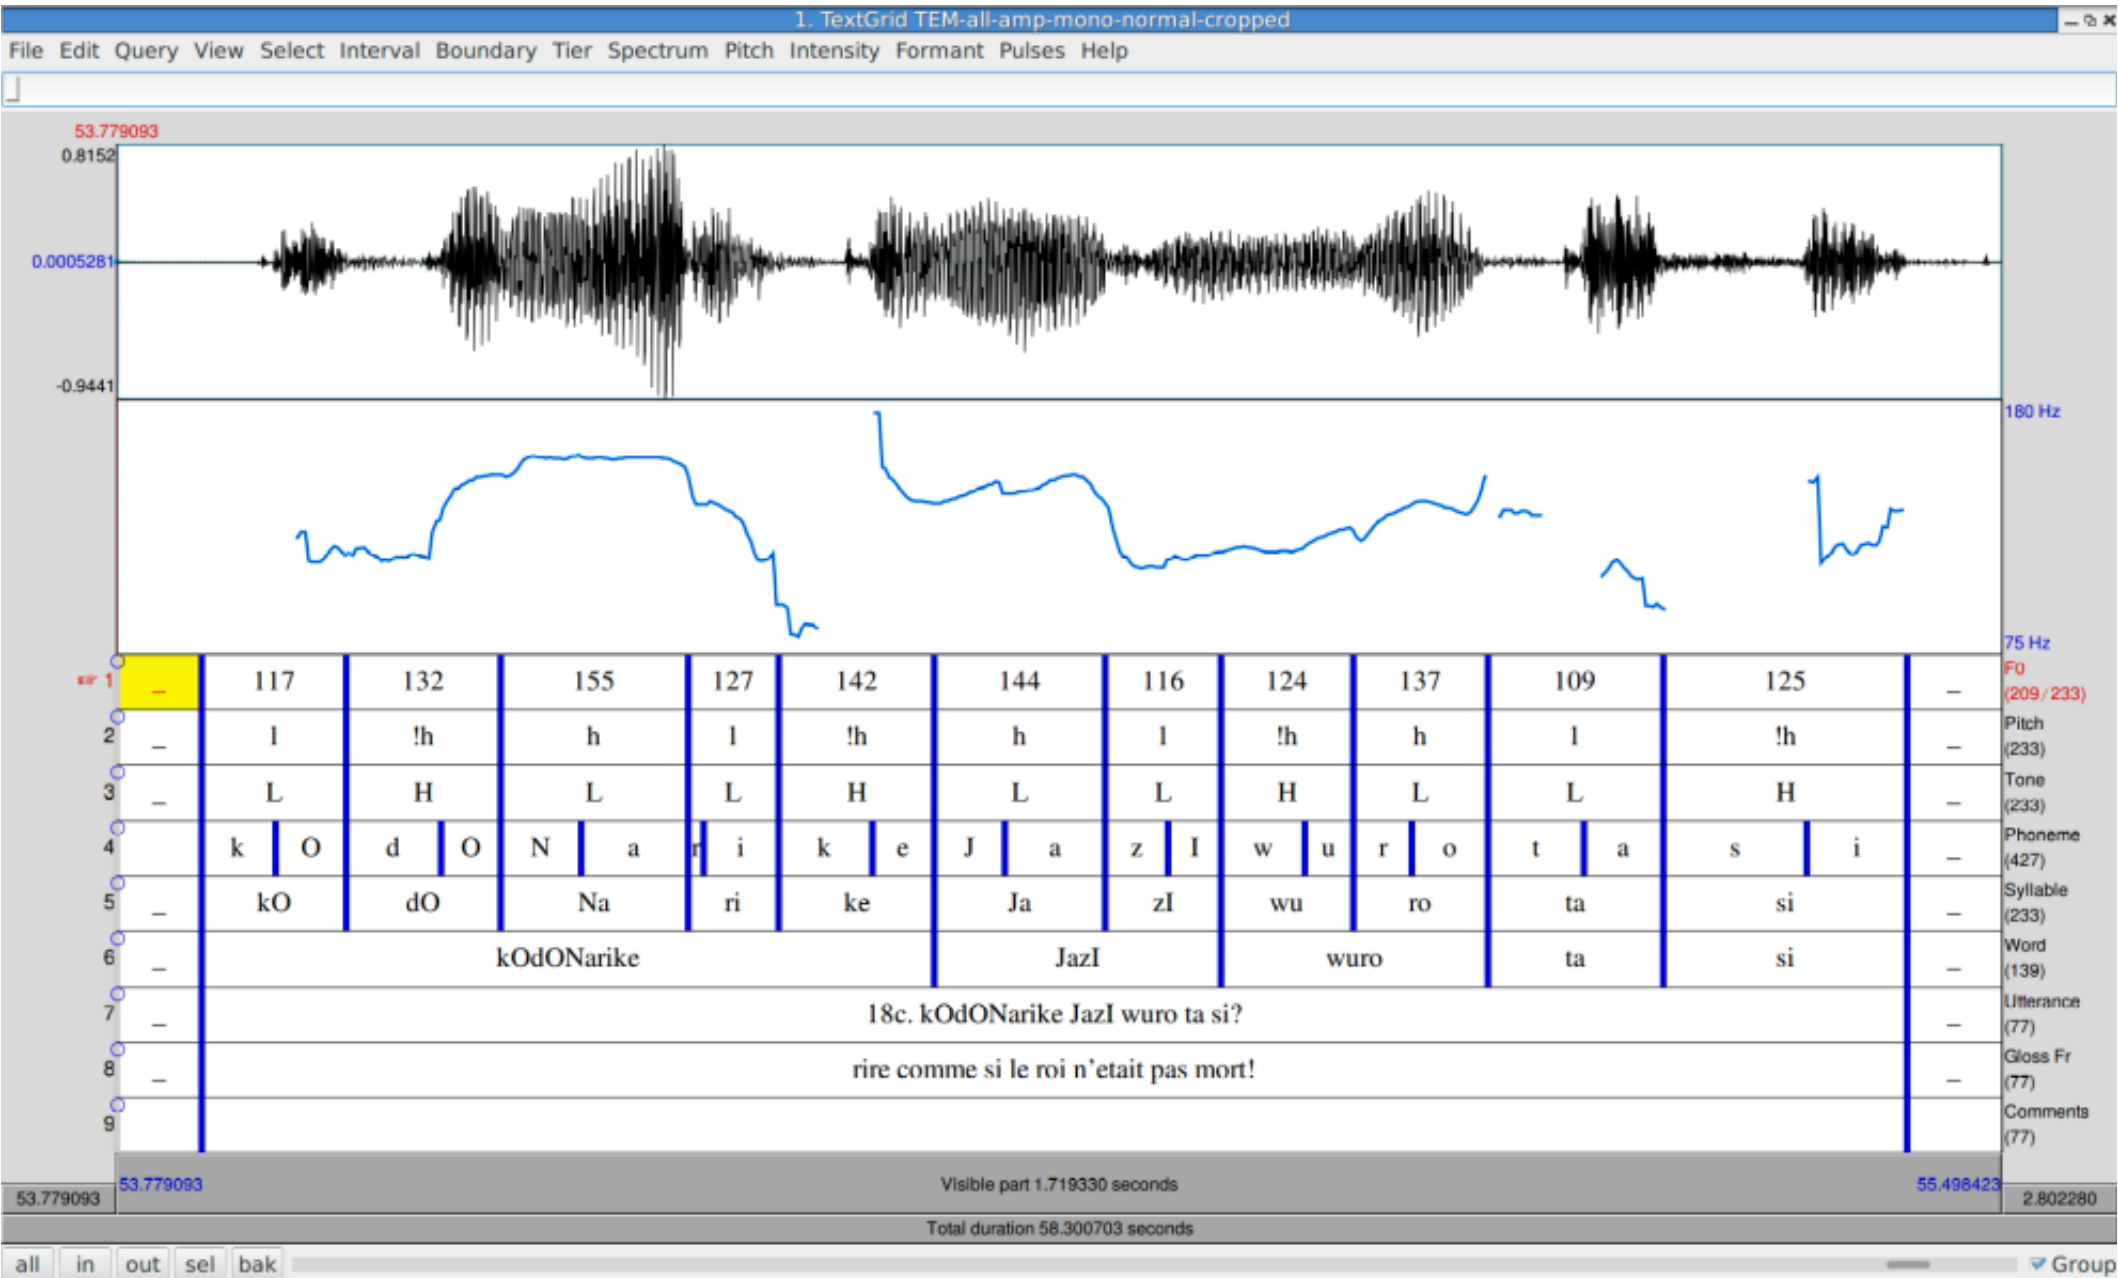 1. TextGrid TEM-all-amp-mono-normal-cropped
File Edit Query View Select Interval Boundary Tier Spectrum Pitch Intensity Formant Pulses Help
53.779093
0.8152
0.0005281
-0.9441
180 Hz
75 Hz
1 _ 117 132 155 127 142 144 116 124 137 109 125 _ F0 (209/233)
2 _ l !h h l !h h l !h h l !h _ Pitch (233)
3 _ L H L L H L L H L L H _ Tone (233)
4 _ k O d O N a r i k e J a z I w u r o t a s i _ Phoneme (427)
5 _ kO dO Na ri ke Ja zI wu ro ta si _ Syllable (233)
6 _ kOdONarike JazI wuro ta si _ Word (139)
7 _ 18c. kOdONarike JazI wuro ta si? _ Utterance (77)
8 _ rire comme si le roi n'etait pas mort! _ Gloss Fr (77)
9 Comments (77)
53.779093 53.779093 Visible part 1.719330 seconds 55.498423 2.802280
Total duration 58.300703 seconds
all in out sel bak Group